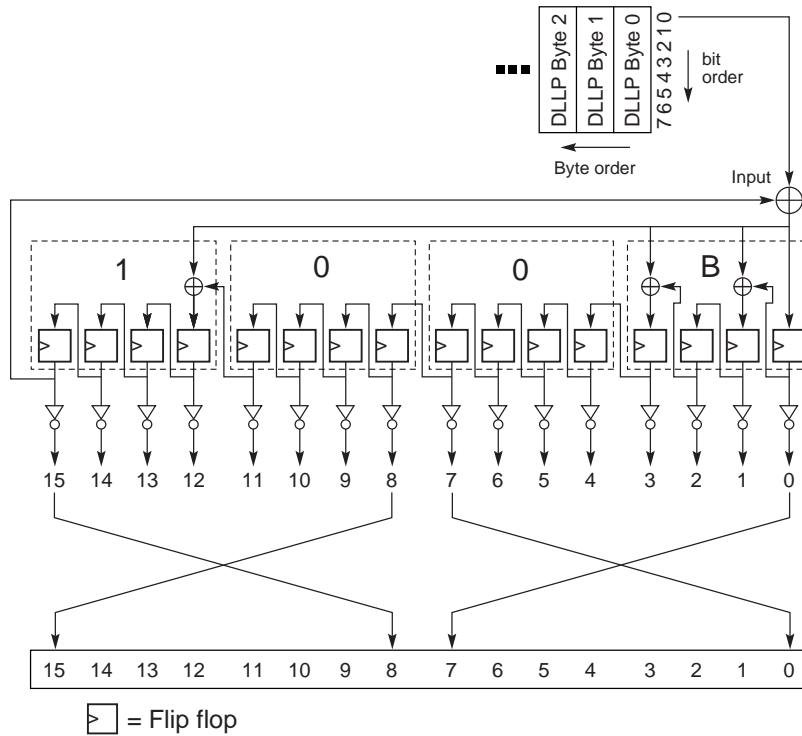 DLLP Byte 2
DLLP Byte 1
DLLP Byte 0
7 6 5 4 3 2 1 0
bit
order
Byte order
Input
1 0 0 B
> > > > > > > > > > > > > > > >
15 14 13 12 11 10 9 8 7 6 5 4 3 2 1 0
15 14 13 12 11 10 9 8 7 6 5 4 3 2 1 0
> = Flip flop